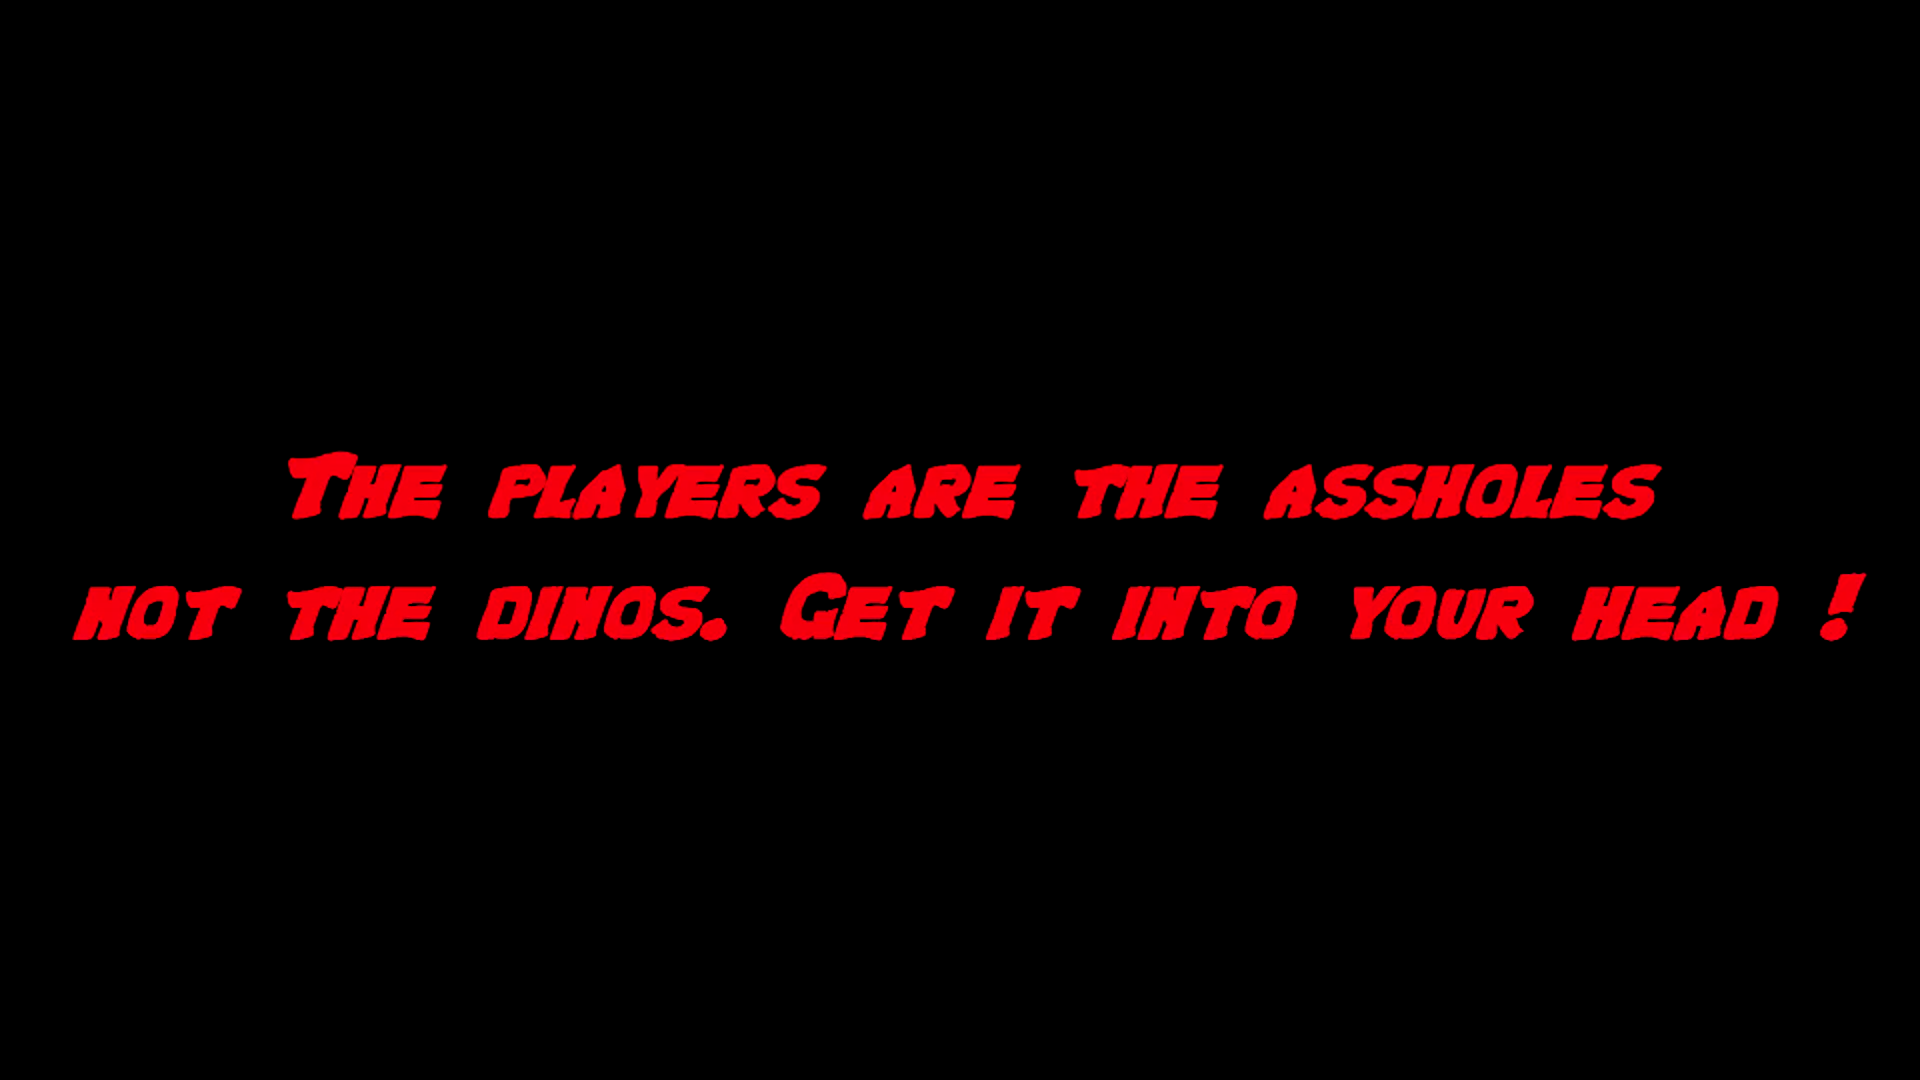 The players are the assholes
not the dinos. Get it into your head !